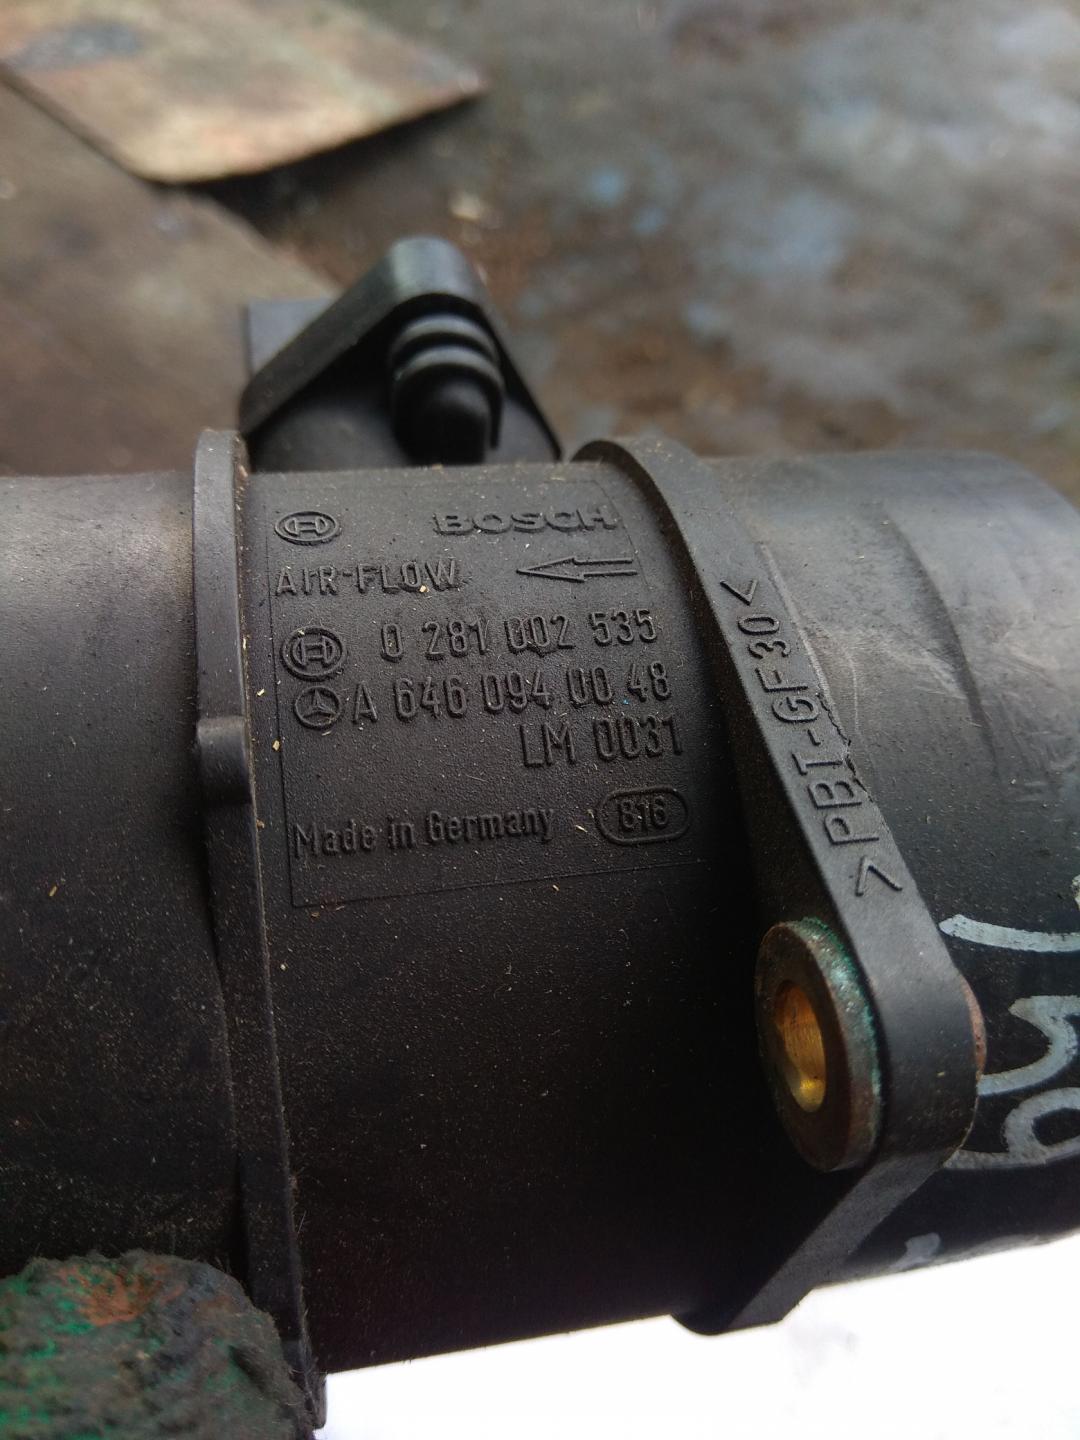 BOSCH
AIR-FLOW
0 281 002 535
A 646 094 00 48
LM 0031
Made in Germany 816
>PBT-GF30<